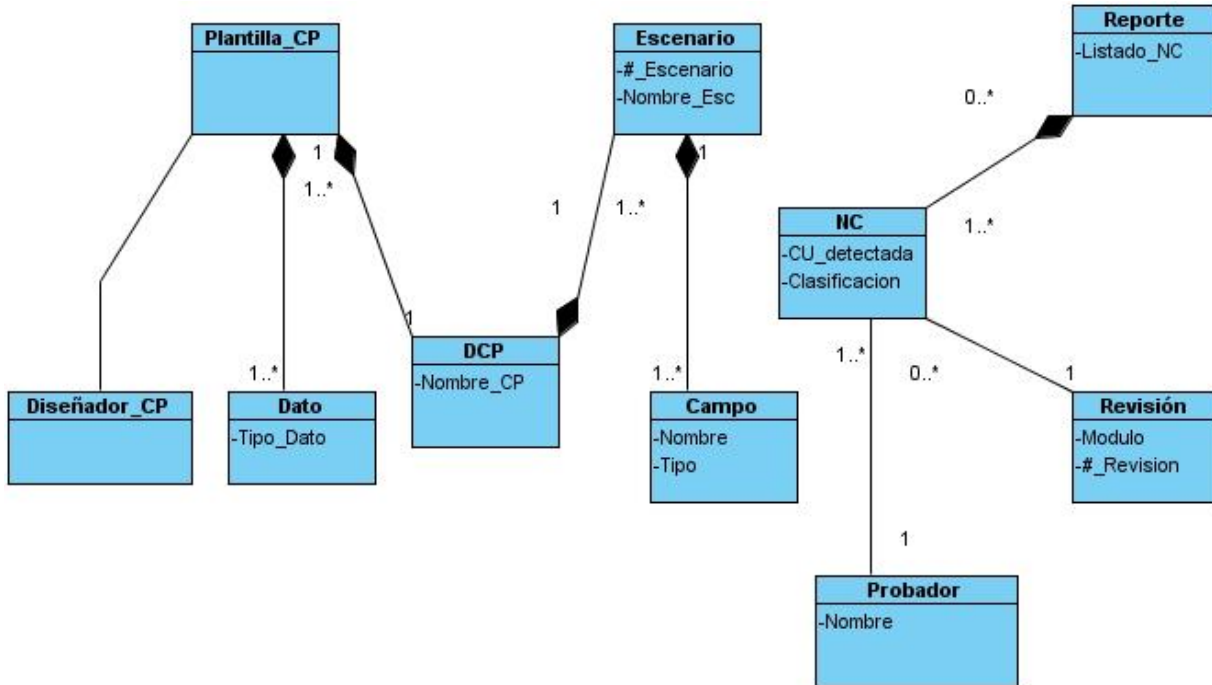 Plantilla_CP
Escenario
-#_Escenario
-Nombre_Esc
Reporte
-Listado_NC
0..*
1
1..*
1
1..*
1
1..*
NC
-CU_detectada
-Clasificacion
1
DCP
-Nombre_CP
1..*
1..*
1..*
0..*
1
Diseñador_CP
Dato
-Tipo_Dato
Campo
-Nombre
-Tipo
Revisión
-Modulo
-#_Revision
1
Probador
-Nombre